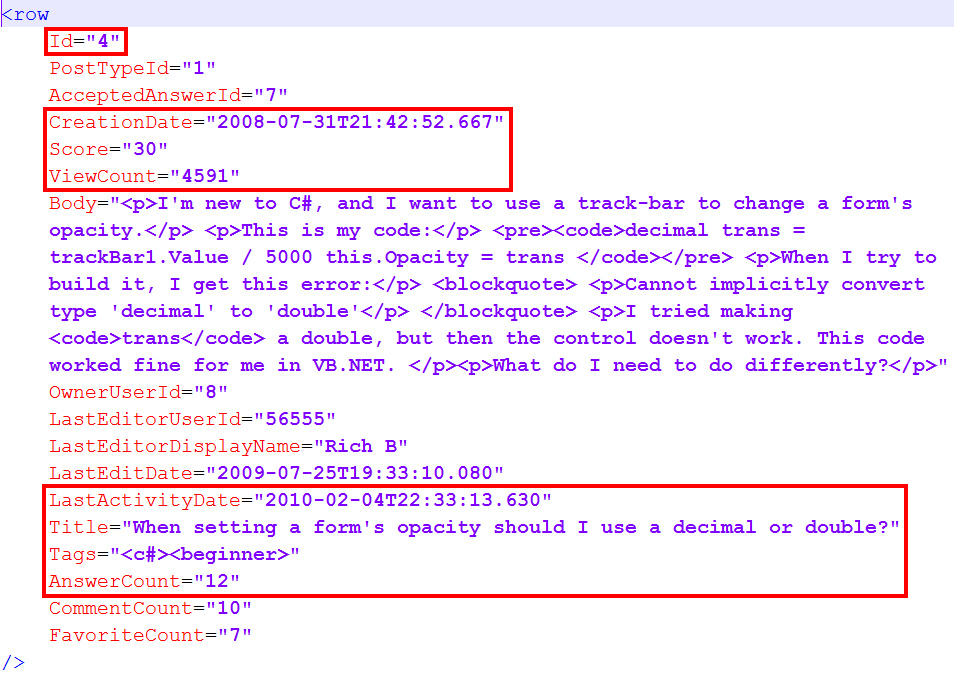 <row
Id="4"
PostTypeId="1"
AcceptedAnswerId="7"
CreationDate="2008-07-31T21:42:52.667"
Score="30"
ViewCount="4591"
Body="<p>I'm new to C#, and I want to use a track-bar to change a form's
opacity.</p> <p>This is my code:</p> <pre><code>decimal trans =
trackBar1.Value / 5000 this.Opacity = trans </code></pre> <p>When I try to
build it, I get this error:</p> <blockquote> <p>Cannot implicitly convert
type 'decimal' to 'double'</p> </blockquote> <p>I tried making
<code>trans</code> a double, but then the control doesn't work. This code
worked fine for me in VB.NET. </p><p>What do I need to do differently?</p>"
OwnerUserId="8"
LastEditorUserId="56555"
LastEditorDisplayName="Rich B"
LastEditDate="2009-07-25T19:33:10.080"
LastActivityDate="2010-02-04T22:33:13.630"
Title="When setting a form's opacity should I use a decimal or double?"
Tags="<c#><beginner>"
AnswerCount="12"
CommentCount="10"
FavoriteCount="7"
/>